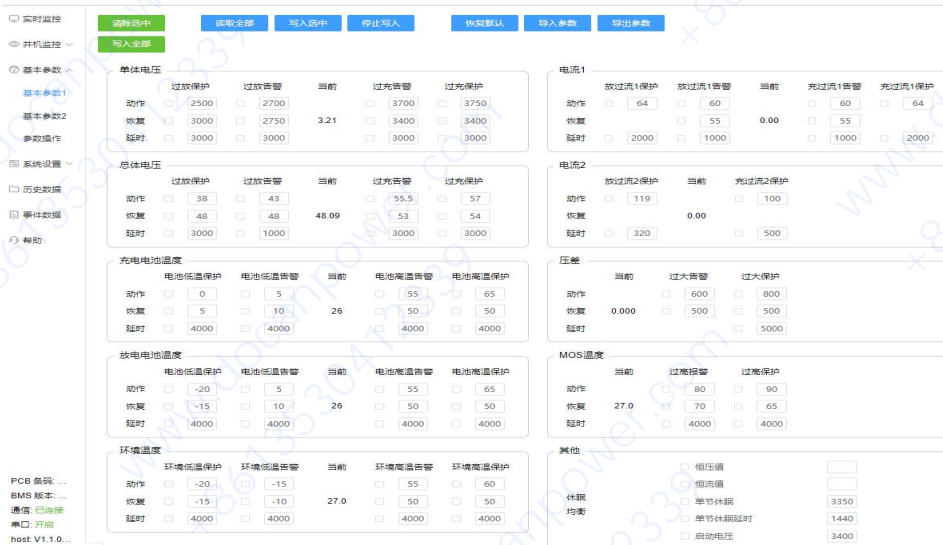 实时监控
并机监控
基本参数
基本参数1
基本参数2
参数操作
系统设置
历史数据
事件数据
帮助
PCB 条码: ...
BMS 版本: ...
通信: 已连接
串口: 开启
host: V1.1.0...
清除选中 读取全部 写入选中 停止写入 恢复默认 导入参数 导出参数
写入全部
单体电压
过放保护 过放告警 当前 过充告警 过充保护
动作 2500 2700 3700 3750
恢复 3000 2750 3.21 3400 3400
延时 3000 3000 3000 3000
总体电压
过放保护 过放告警 当前 过充告警 过充保护
动作 38 43 55.5 57
恢复 48 48 48.09 53 54
延时 3000 1000 3000 3000
充电电池温度
电池低温保护 电池低温告警 当前 电池高温告警 电池高温保护
动作 0 5 55 65
恢复 5 10 26 50 50
延时 4000 4000 4000 4000
放电电池温度
电池低温保护 电池低温告警 当前 电池高温告警 电池高温保护
动作 -20 5 55 65
恢复 -15 10 26 50 50
延时 4000 4000 4000 4000
环境温度
环境低温保护 环境低温告警 当前 环境高温告警 环境高温保护
动作 -20 -15 55 60
恢复 -15 -10 27.0 50 50
延时 4000 4000 4000 4000
电流1
放过流1保护 放过流1告警 当前 充过流1告警 充过流1保护
动作 64 60 60 64
恢复 55 0.00 55
延时 2000 1000 1000 2000
电流2
放过流2保护 当前 充过流2保护
动作 119 100
恢复 0.00
延时 320 500
压差
当前 过大告警 过大保护
动作 600 800
恢复 0.000 500 500
延时 5000
MOS温度
当前 过高报警 过高保护
动作 80 90
恢复 27.0 70 65
延时 4000 4000
其他
恒压值
恒流值
休眠 单节休眠 3350
均衡 单节休眠延时 1440
启动电压 3400
www.docanpower.com
+8613530412339